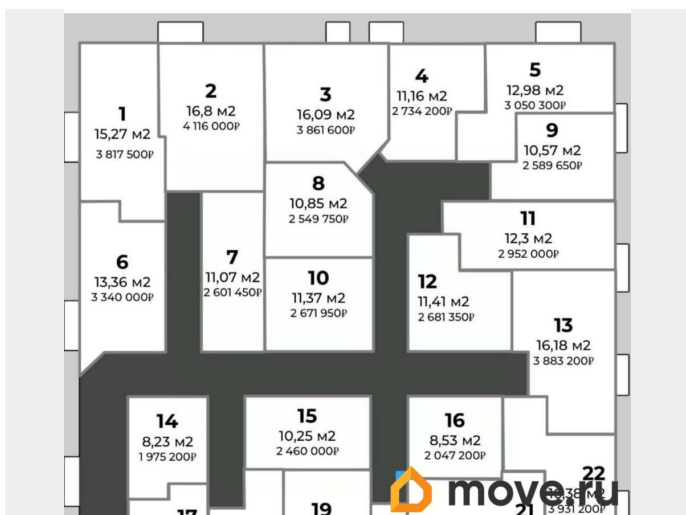 1
15,27 м2
3 817 500₽
2
16,8 м2
4 116 000₽
3
16,09 м2
3 861 600₽
4
11,16 м2
2 734 200₽
5
12,98 м2
3 050 300₽
9
10,57 м2
2 589 650₽
8
10,85 м2
2 549 750₽
11
12,3 м2
2 952 000₽
6
13,36 м2
3 340 000₽
7
11,07 м2
2 601 450₽
10
11,37 м2
2 671 950₽
12
11,41 м2
2 681 350₽
13
16,18 м2
3 883 200₽
14
8,23 м2
1 975 200₽
15
10,25 м2
2 460 000₽
16
8,53 м2
2 047 200₽
22
3 931 200₽
move.ru
17
19
21